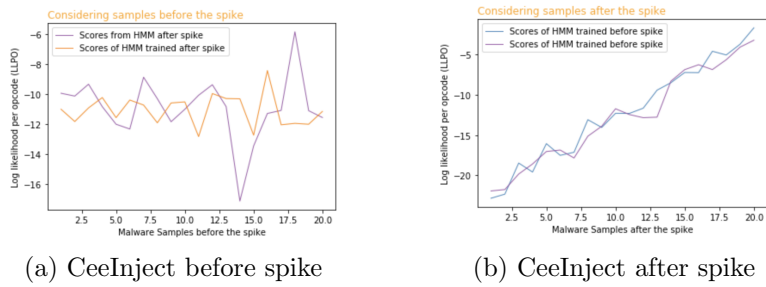 Considering samples before the spike
Scores from HMM after spike
Scores of HMM trained after spike
Log likelihood per opcode (LLPO)
−6
−8
−10
−12
−14
−16
2.5 5.0 7.5 10.0 12.5 15.0 17.5 20.0
Malware Samples before the spike
(a) CeeInject before spike
Considering samples after the spike
Scores of HMM trained before spike
Scores of HMM trained before spike
Log likelihood per opcode (LLPO)
−5
−10
−15
−20
2.5 5.0 7.5 10.0 12.5 15.0 17.5 20.0
Malware Samples after the spike
(b) CeeInject after spike